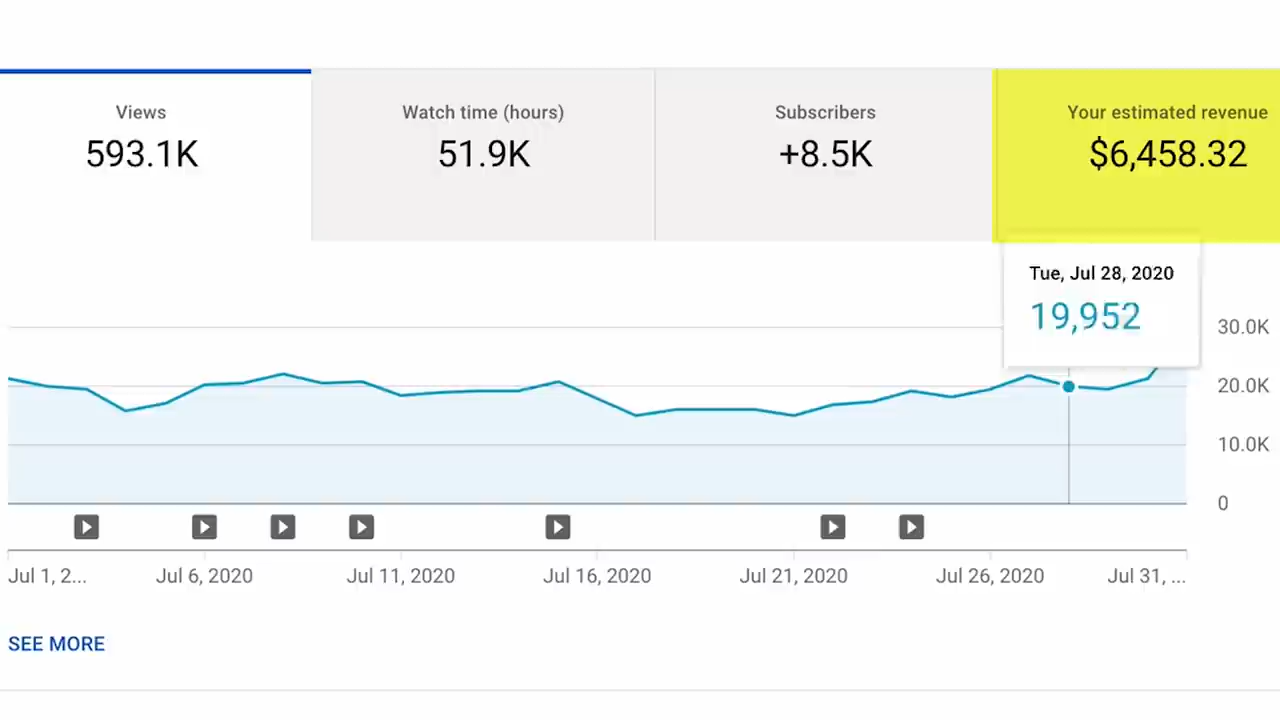 Views
593.1K
Watch time (hours)
51.9K
Subscribers
+8.5K
Your estimated revenue
$6,458.32
Tue, Jul 28, 2020
19,952
30.0K
20.0K
10.0K
0
Jul 1, 2...
Jul 6, 2020
Jul 11, 2020
Jul 16, 2020
Jul 21, 2020
Jul 26, 2020
Jul 31, ...
SEE MORE